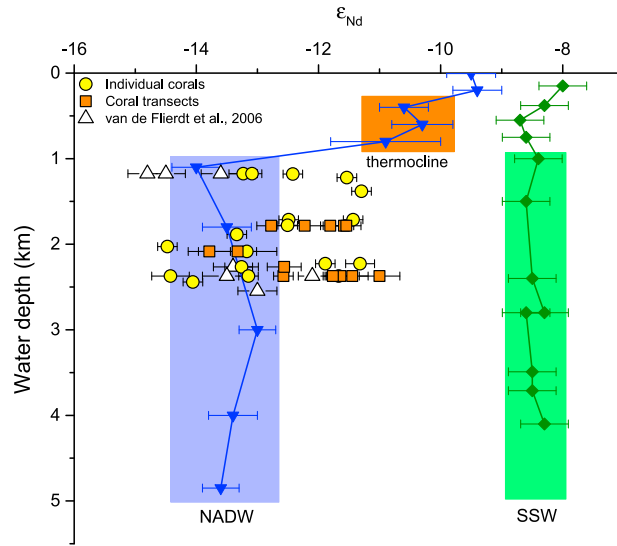 εNd
-16 -14 -12 -10 -8
0
Individual corals
Coral transects
van de Flierdt et al., 2006
thermocline
1
2
3
4
5
Water depth (km)
NADW SSW